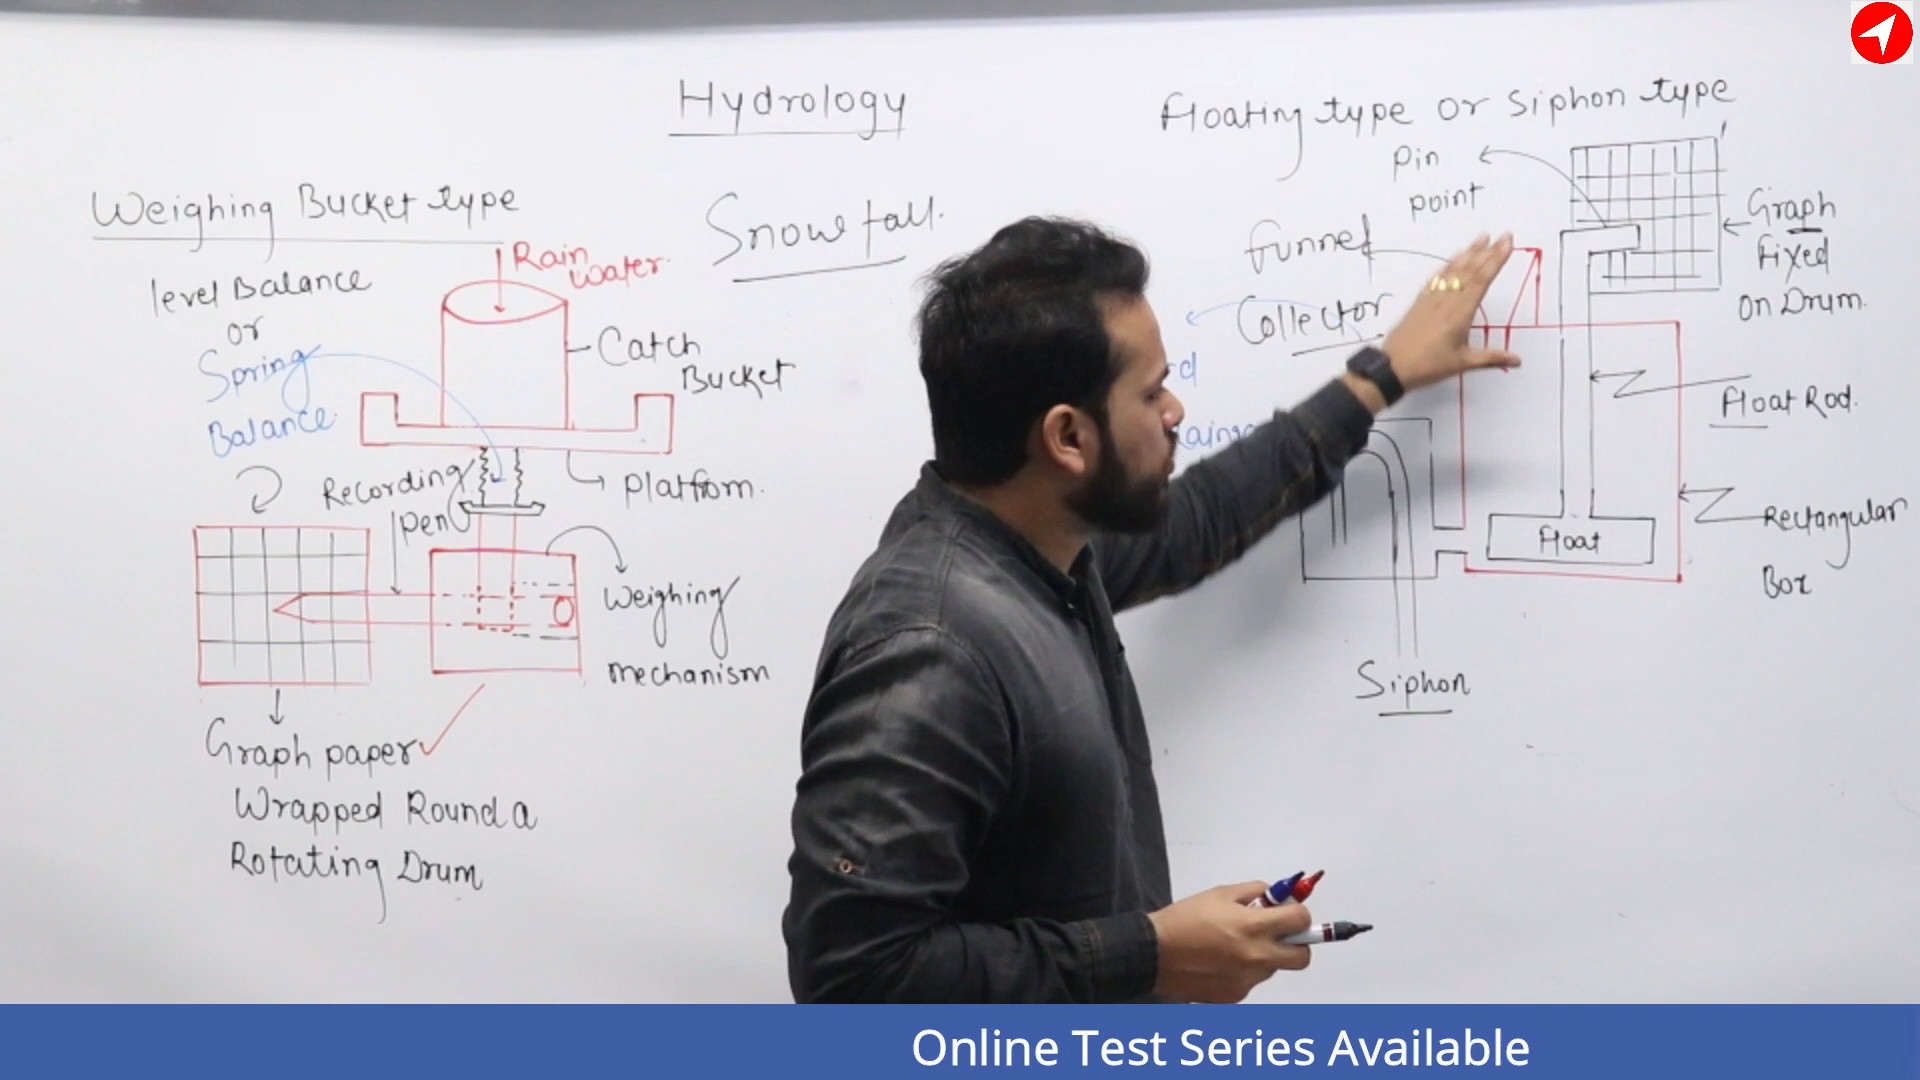 Hydrology
Snowfall.
Weighing Bucket type
Rain
Water.
level Balance
or
Spring
Balance.
Catch
Bucket
Recording
pen
platfrom.
Weighing
mechanism
Graph paper
Wrapped Round a
Rotating Drum
Floating type or Siphon type
Pin
point
funnel
Collector
Graph
Fixed
on Drum.
Float Rod.
Float
Rectangular
Box
Siphon
Online Test Series Available